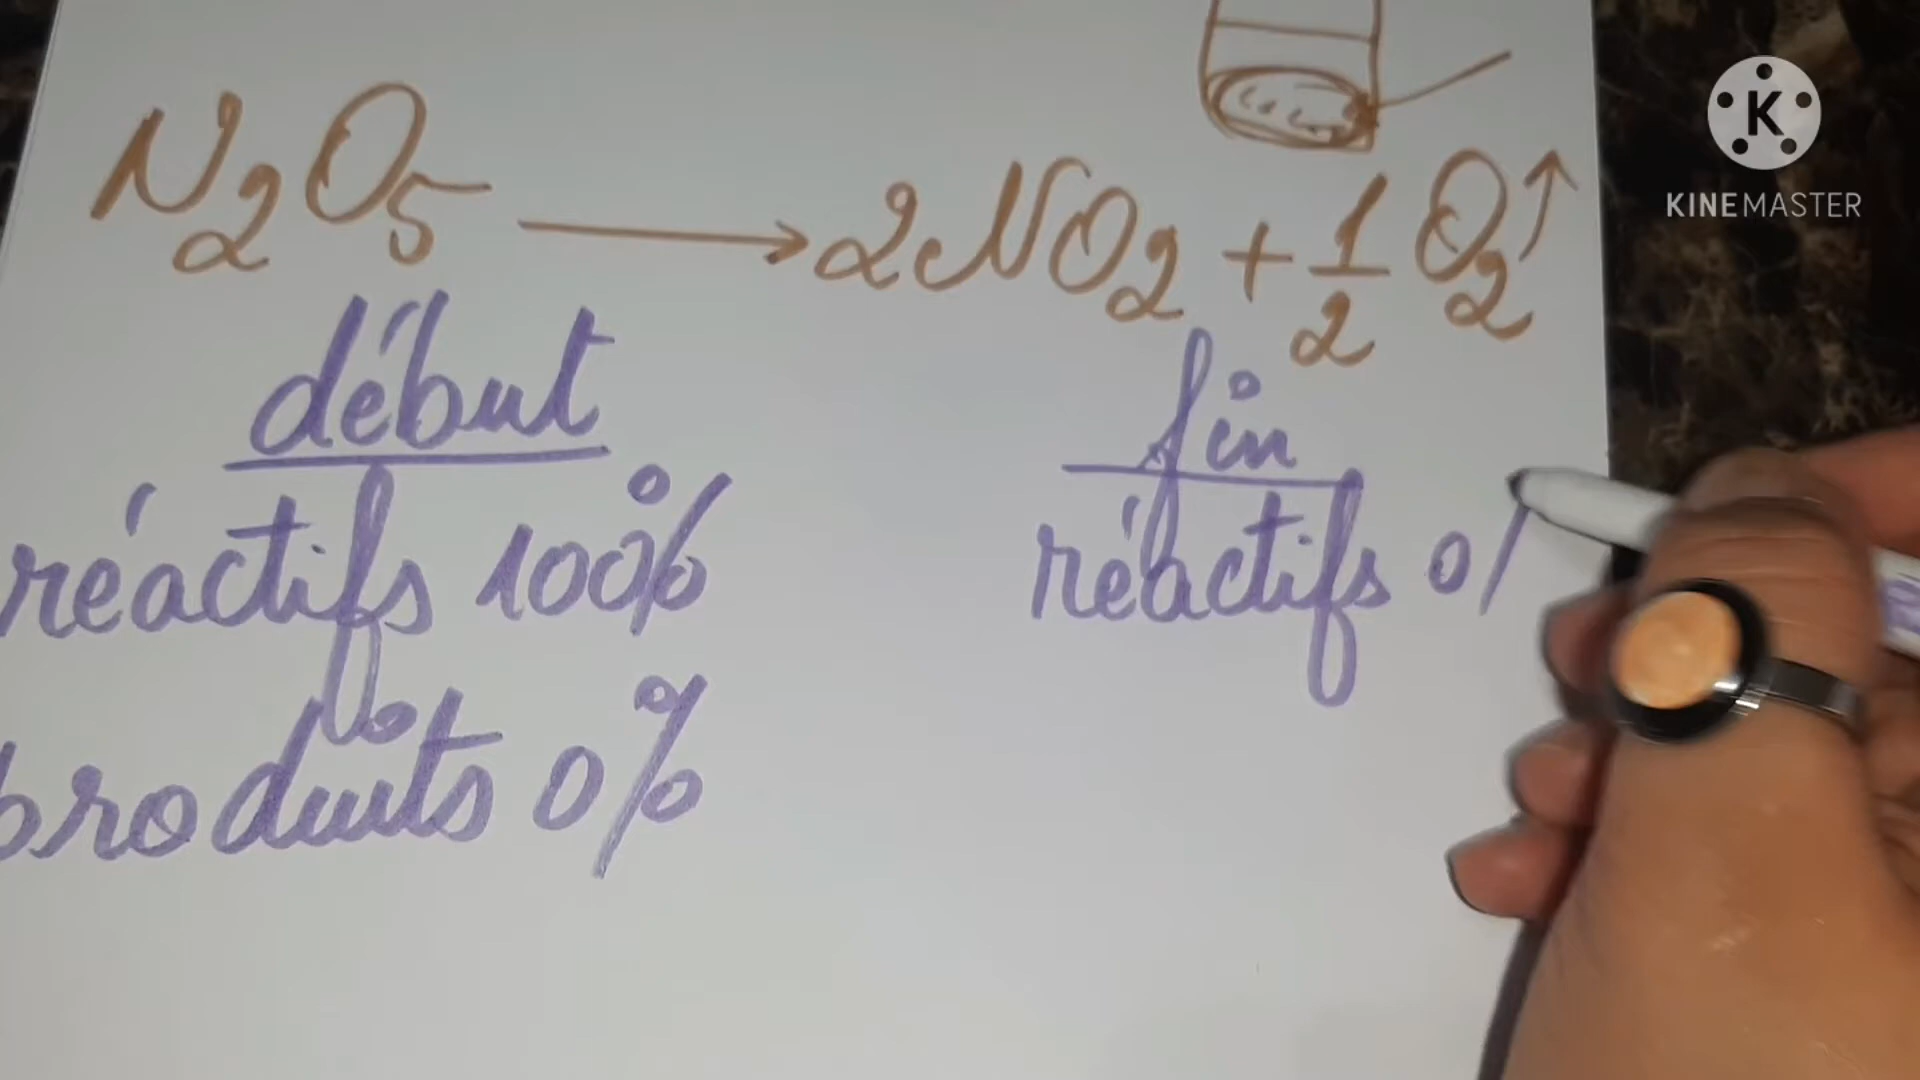 N₂O₅ → 2NO₂ + 1/2 O₂↑
début
réactifs 100%
produits 0%
fin
réactifs 0/
K
KINEMASTER